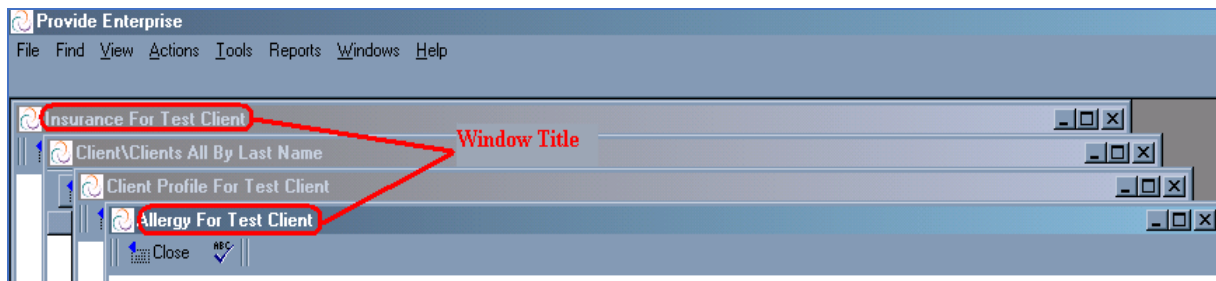 Provide Enterprise
File Find View Actions Tools Reports Windows Help
Insurance For Test Client
Window Title
Client\Clients All By Last Name
Client Profile For Test Client
Allergy For Test Client
Close ABC